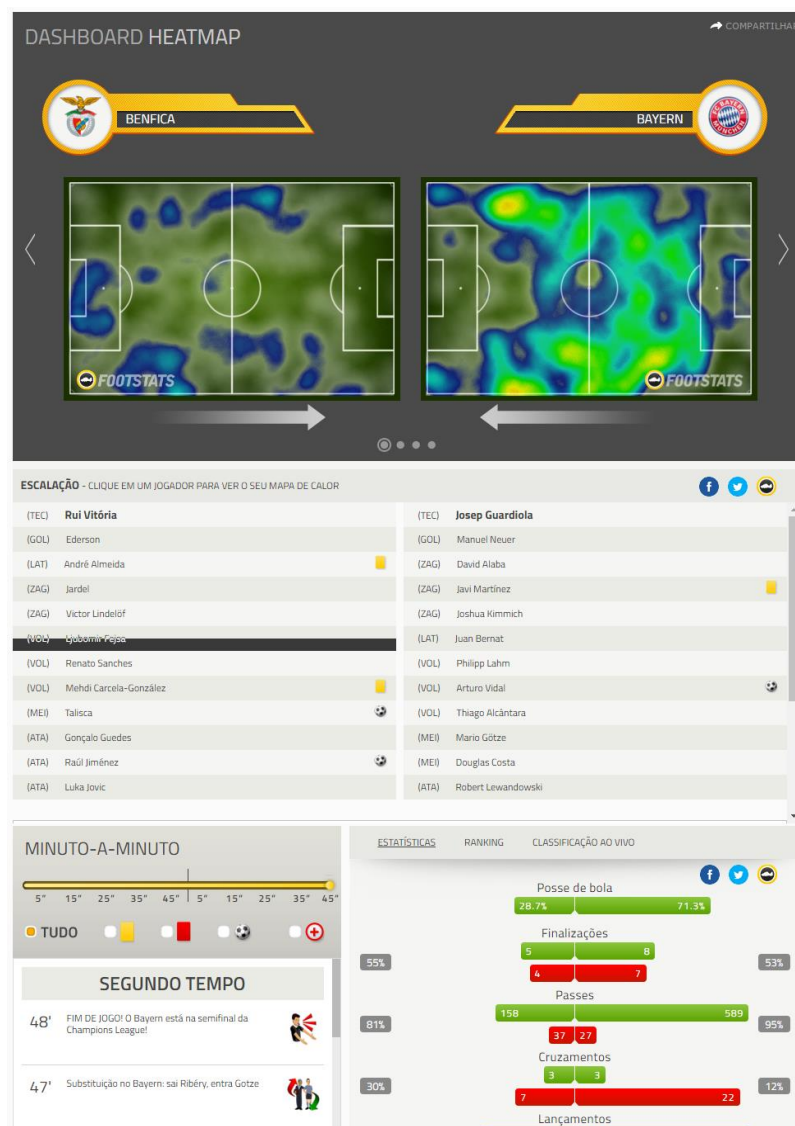 DASHBOARD HEATMAP
COMPARTILHAR
BENFICA
BAYERN
FOOTSTATS
FOOTSTATS
ESCALAÇÃO - CLIQUE EM UM JOGADOR PARA VER O SEU MAPA DE CALOR
(TEC) Rui Vitória
(GOL) Ederson
(LAT) André Almeida
(ZAG) Jardel
(ZAG) Victor Lindelöf
(VOL) Ljubomir Fejsa
(VOL) Renato Sanches
(VOL) Mehdi Carcela-González
(MEI) Talisca
(ATA) Gonçalo Guedes
(ATA) Raúl Jiménez
(ATA) Luka Jovic
(TEC) Josep Guardiola
(GOL) Manuel Neuer
(ZAG) David Alaba
(ZAG) Javi Martínez
(ZAG) Joshua Kimmich
(LAT) Juan Bernat
(VOL) Philipp Lahm
(VOL) Arturo Vidal
(VOL) Thiago Alcântara
(MEI) Mario Götze
(MEI) Douglas Costa
(ATA) Robert Lewandowski
MINUTO-A-MINUTO
5" 15" 25" 35" 45" 5" 15" 25" 35" 45"
TUDO
SEGUNDO TEMPO
48' FIM DE JOGO! O Bayern está na semifinal da
Champions League!
47' Substituição no Bayern: sai Ribéry, entra Gotze
ESTATÍSTICAS RANKING CLASSIFICAÇÃO AO VIVO
Posse de bola
28.7% 71.3%
Finalizações
5 8
55% 53%
4 7
Passes
158 589
81% 95%
37 27
Cruzamentos
3 3
30% 12%
7 22
Lançamentos